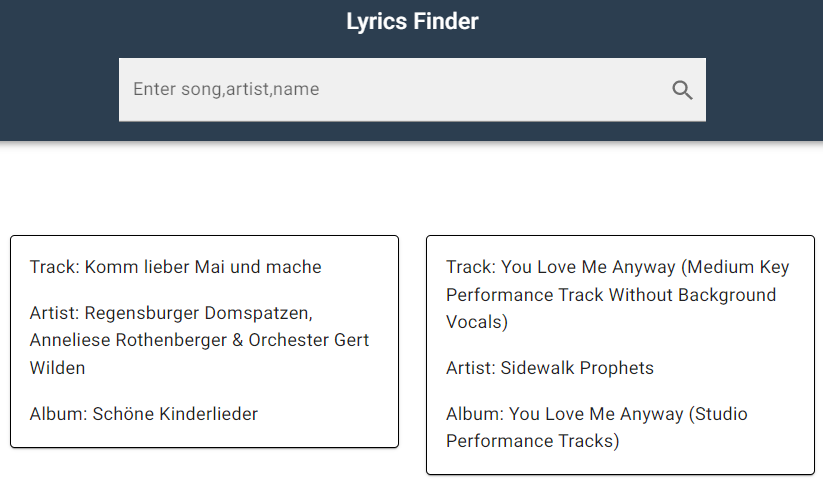 Lyrics Finder
Enter song,artist,name
Track: Komm lieber Mai und mache
Artist: Regensburger Domspatzen,
Anneliese Rothenberger & Orchester Gert
Wilden
Album: Schöne Kinderlieder
Track: You Love Me Anyway (Medium Key
Performance Track Without Background
Vocals)
Artist: Sidewalk Prophets
Album: You Love Me Anyway (Studio
Performance Tracks)